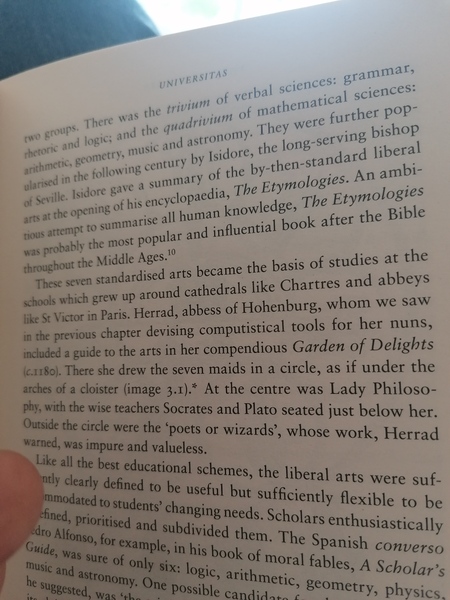 UNIVERSITAS
two groups. There was the trivium of verbal sciences: grammar,
rhetoric and logic; and the quadrivium of mathematical sciences:
arithmetic, geometry, music and astronomy. They were further pop-
ularised in the following century by Isidore, the long-serving bishop
of Seville. Isidore gave a summary of the by-then-standard liberal
arts at the opening of his encyclopaedia, The Etymologies. An ambi-
tious attempt to summarise all human knowledge, The Etymologies
was probably the most popular and influential book after the Bible
throughout the Middle Ages.¹⁰
These seven standardised arts became the basis of studies at the
schools which grew up around cathedrals like Chartres and abbeys
like St Victor in Paris. Herrad, abbess of Hohenburg, whom we saw
in the previous chapter devising computistical tools for her nuns,
included a guide to the arts in her compendious Garden of Delights
(c.1180). There she drew the seven maids in a circle, as if under the
arches of a cloister (image 3.1).* At the centre was Lady Philoso-
phy, with the wise teachers Socrates and Plato seated just below her.
Outside the circle were the 'poets or wizards', whose work, Herrad
warned, was impure and valueless.
Like all the best educational schemes, the liberal arts were suf-
ntly clearly defined to be useful but sufficiently flexible to be
mmodated to students' changing needs. Scholars enthusiastically
efined, prioritised and subdivided them. The Spanish converso
edro Alfonso, for example, in his book of moral fables, A Scholar's
Guide, was sure of only six: logic, arithmetic, geometry, physics,
music and astronomy. One possible candidate
he suggested, was